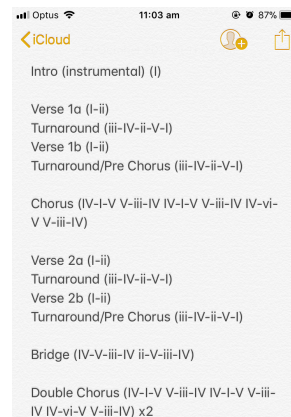 Optus 11:03 am 87%
iCloud
Intro (instrumental) (I)
Verse 1a (I-ii)
Turnaround (iii-IV-ii-V-I)
Verse 1b (I-ii)
Turnaround/Pre Chorus (iii-IV-ii-V-I)
Chorus (IV-I-V V-iii-IV IV-I-V V-iii-IV IV-vi-
V V-iii-IV)
Verse 2a (I-ii)
Turnaround (iii-IV-ii-V-I)
Verse 2b (I-ii)
Turnaround/Pre Chorus (iii-IV-ii-V-I)
Bridge (IV-V-iii-IV ii-V-iii-IV)
Double Chorus (IV-I-V V-iii-IV IV-I-V V-iii-
IV IV-vi-V V-iii-IV) x2